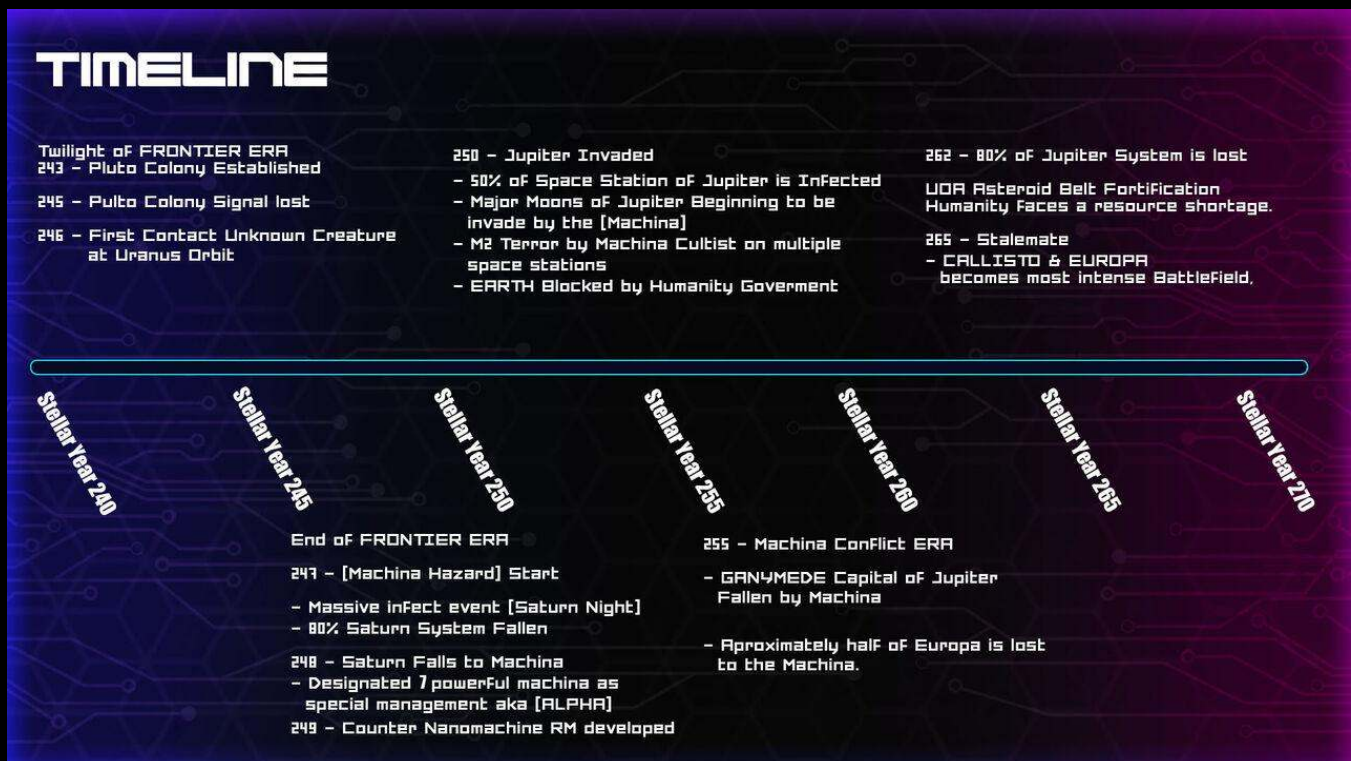 TIMELINE
Twilight of FRONTIER ERA
243 - Pluto Colony Established
245 - Pulto Colony Signal lost
246 - First Contact Unknown Creature
at Uranus Orbit
250 - Jupiter Invaded
- 50% of Space Station of Jupiter is Infected
- Major Moons of Jupiter Beginning to be
invade by the [Machina]
- M2 Terror by Machina Cultist on multiple
space stations
- EARTH Blocked by Humanity Goverment
262 - 80% of Jupiter System is lost
UOA Asteroid Belt Fortification
Humanity faces a resource shortage.
265 - Stalemate
- CALLISTO & EUROPA
becomes most intense Battlefield,
Stellar Year 240
Stellar Year 245
Stellar Year 250
Stellar Year 255
Stellar Year 260
Stellar Year 265
Stellar Year 270
End of FRONTIER ERA
247 - [Machina Hazard] Start
- Massive infect event [Saturn Night]
- 80% Saturn System Fallen
248 - Saturn Falls to Machina
- Designated 7 powerful machina as
special management aka [ALPHA]
249 - Counter Nanomachine RM developed
255 - Machina Conflict ERA
- GANYMEDE Capital of Jupiter
Fallen by Machina
- Aproximately half of Europa is lost
to the Machina.